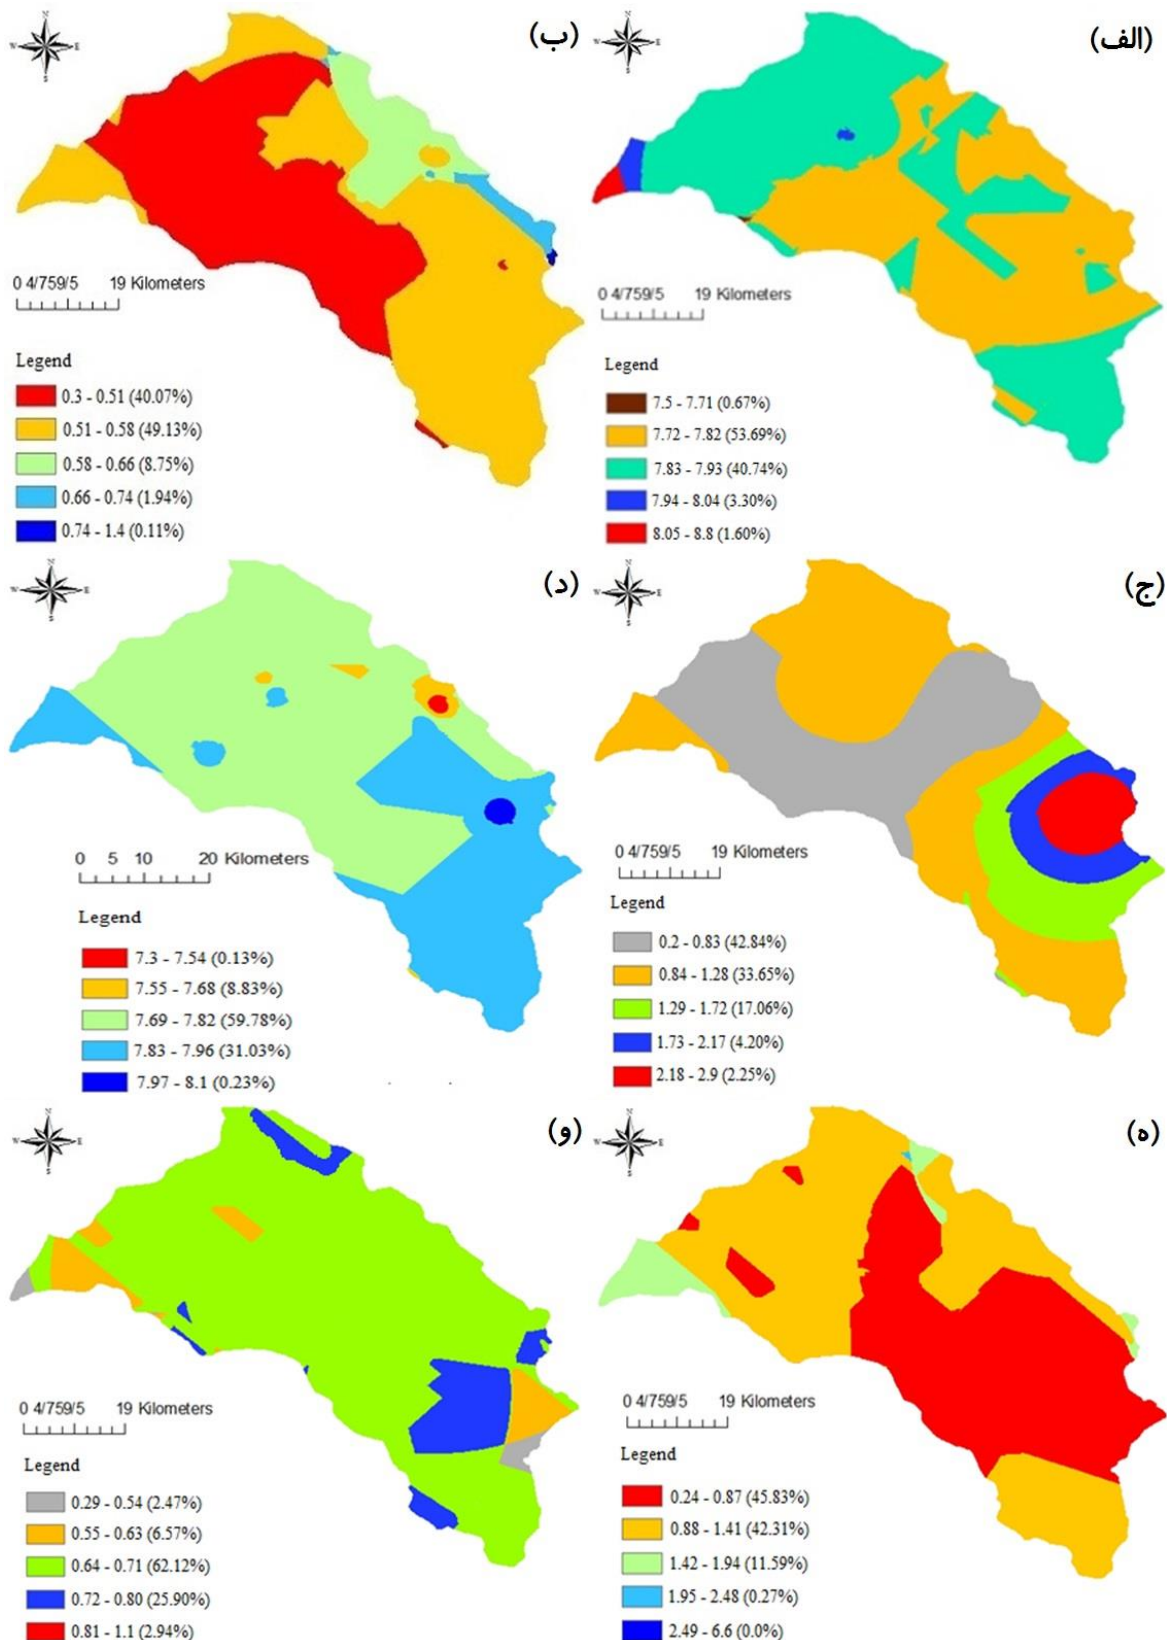 (الف)
N
W E
S
0 4/759/5 19 Kilometers
Legend
7.5 - 7.71 (0.67%)
7.72 - 7.82 (53.69%)
7.83 - 7.93 (40.74%)
7.94 - 8.04 (3.30%)
8.05 - 8.8 (1.60%)
(ب)
N
W E
S
0 4/759/5 19 Kilometers
Legend
0.3 - 0.51 (40.07%)
0.51 - 0.58 (49.13%)
0.58 - 0.66 (8.75%)
0.66 - 0.74 (1.94%)
0.74 - 1.4 (0.11%)
(ج)
N
W E
S
0 4/759/5 19 Kilometers
Legend
0.2 - 0.83 (42.84%)
0.84 - 1.28 (33.65%)
1.29 - 1.72 (17.06%)
1.73 - 2.17 (4.20%)
2.18 - 2.9 (2.25%)
(د)
N
W E
S
0 5 10 20 Kilometers
Legend
7.3 - 7.54 (0.13%)
7.55 - 7.68 (8.83%)
7.69 - 7.82 (59.78%)
7.83 - 7.96 (31.03%)
7.97 - 8.1 (0.23%)
(ه)
N
W E
S
0 4/759/5 19 Kilometers
Legend
0.24 - 0.87 (45.83%)
0.88 - 1.41 (42.31%)
1.42 - 1.94 (11.59%)
1.95 - 2.48 (0.27%)
2.49 - 6.6 (0.0%)
(و)
N
W E
S
0 4/759/5 19 Kilometers
Legend
0.29 - 0.54 (2.47%)
0.55 - 0.63 (6.57%)
0.64 - 0.71 (62.12%)
0.72 - 0.80 (25.90%)
0.81 - 1.1 (2.94%)